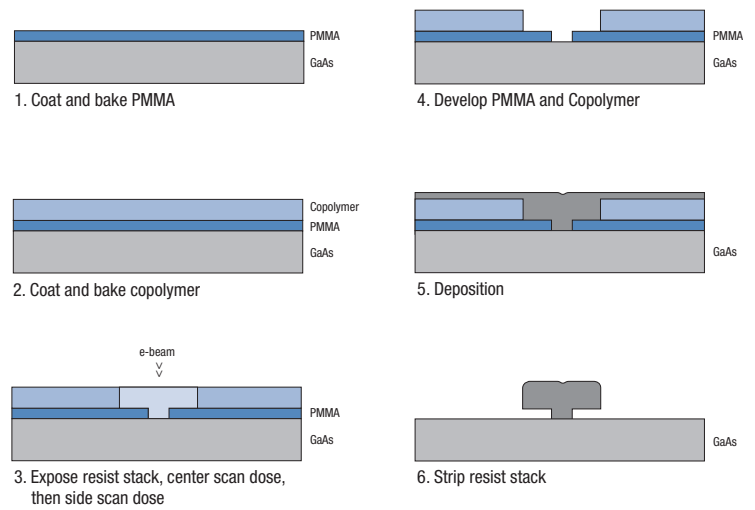 PMMA
GaAs
1. Coat and bake PMMA
Copolymer
PMMA
GaAs
2. Coat and bake copolymer
e-beam
PMMA
GaAs
3. Expose resist stack, center scan dose,
then side scan dose
PMMA
GaAs
4. Develop PMMA and Copolymer
GaAs
5. Deposition
GaAs
6. Strip resist stack